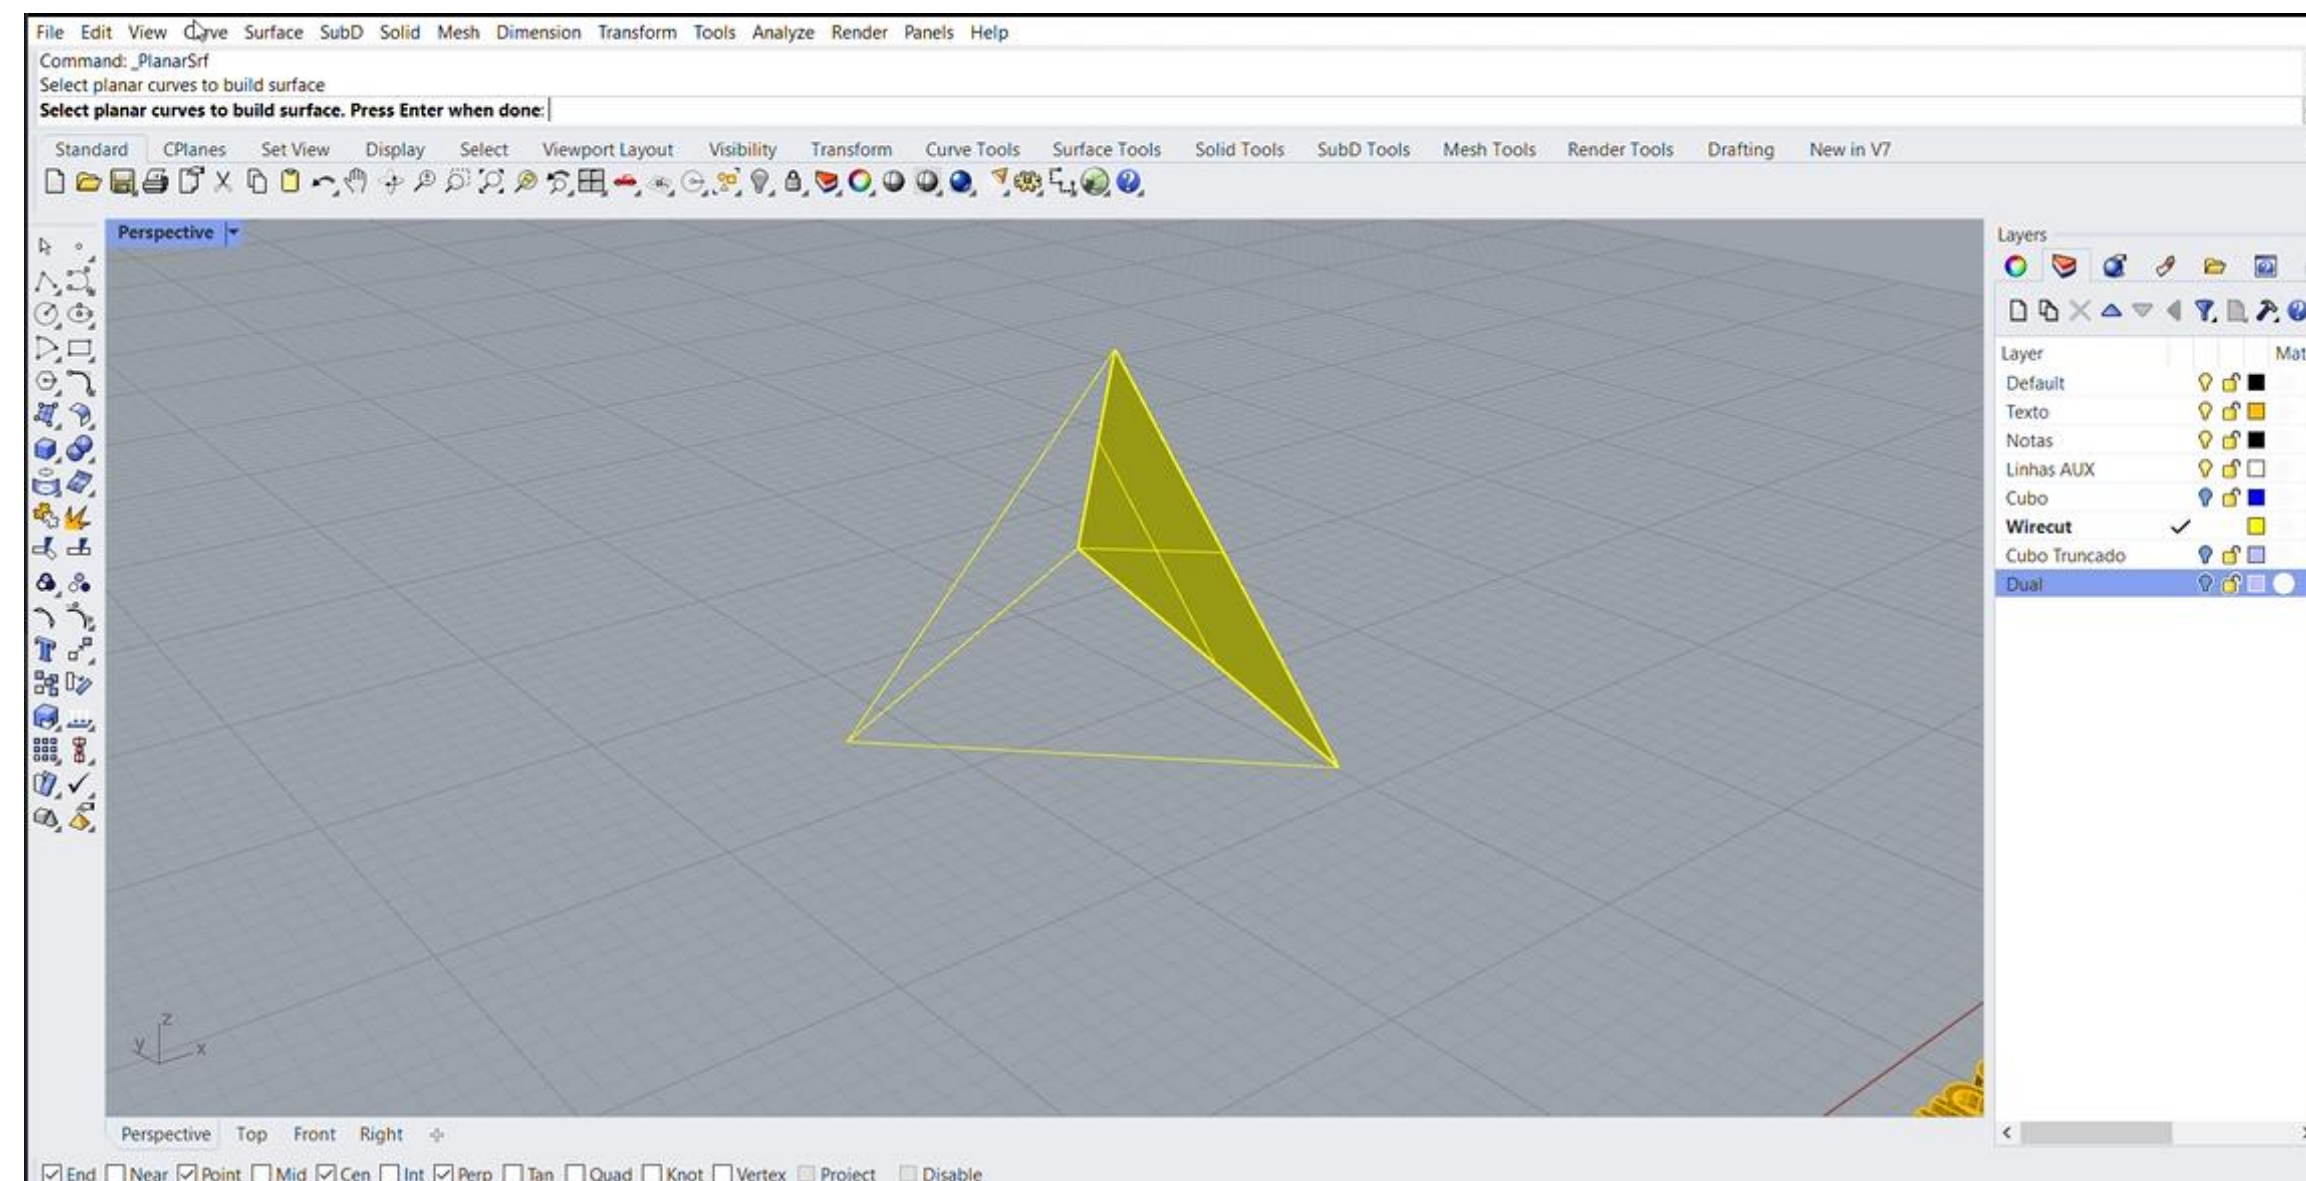 File Edit View Curve Surface SubD Solid Mesh Dimension Transform Tools Analyze Render Panels Help
Command: _PlanarSrf
Select planar curves to build surface
Select planar curves to build surface. Press Enter when done:
Standard CPlanes Set View Display Select Viewport Layout Visibility Transform Curve Tools Surface Tools Solid Tools SubD Tools Mesh Tools Render Tools Drafting New in V7
Perspective
Layers
Layer Mat
Default
Texto
Notas
Linhas AUX
Cubo
Wirecut
Cubo Truncado
Dual
z
y x
Perspective Top Front Right
End Near Point Mid Cen Int Perp Tan Quad Knot Vertex Project Disable